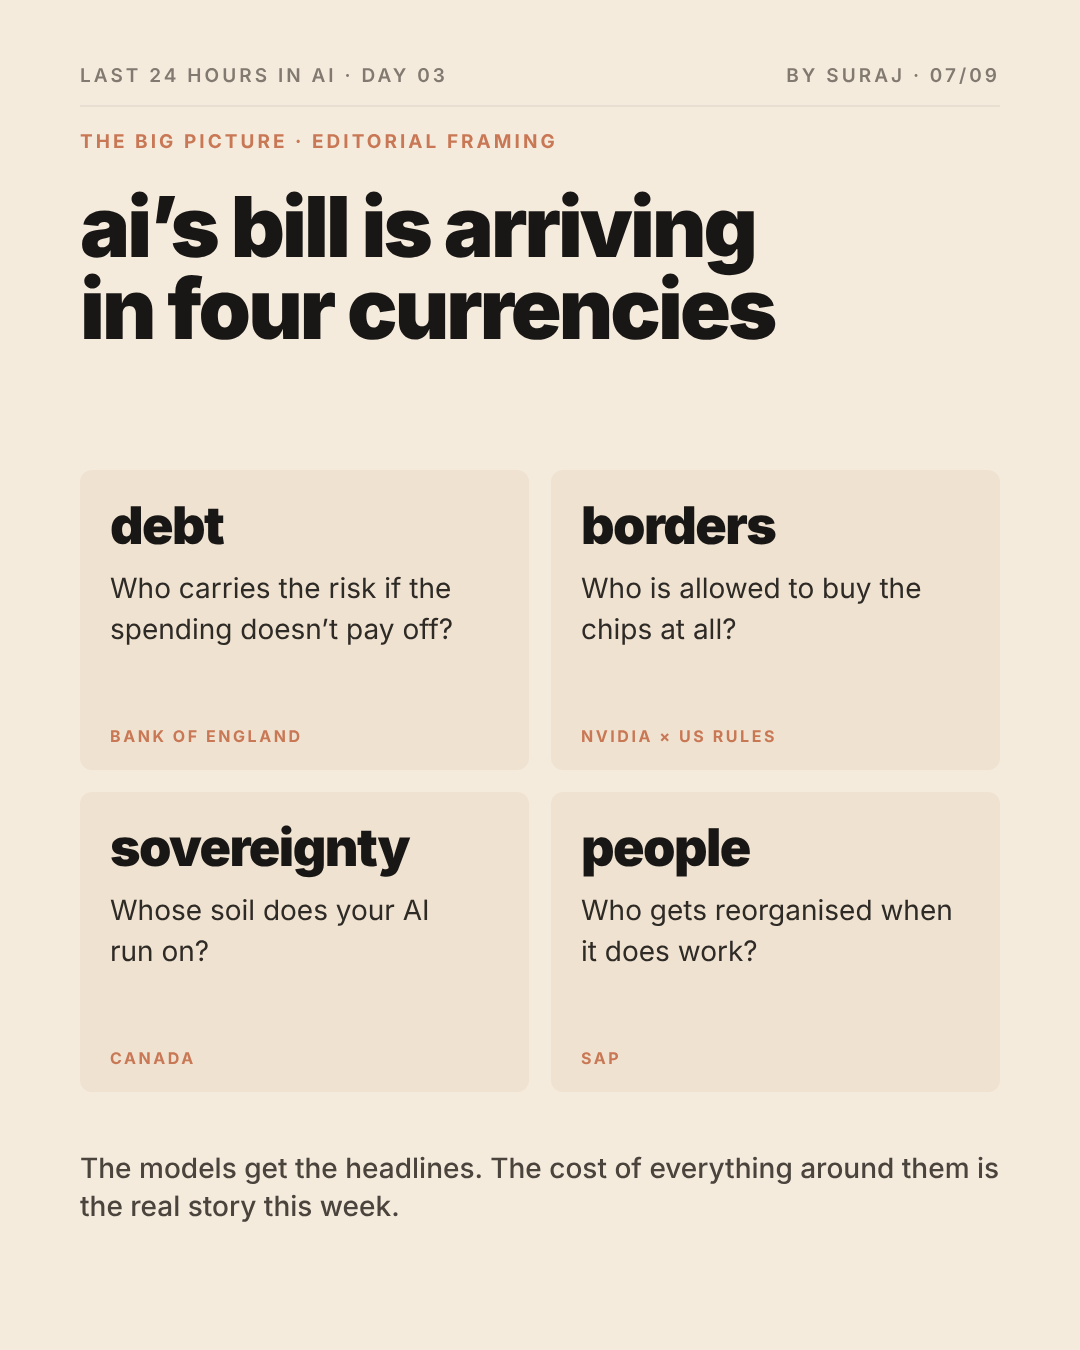 LAST 24 HOURS IN AI · DAY 03
BY SURAJ · 07/09
THE BIG PICTURE · EDITORIAL FRAMING
ai’s bill is arriving
in four currencies
debt
Who carries the risk if the
spending doesn’t pay off?
BANK OF ENGLAND
borders
Who is allowed to buy the
chips at all?
NVIDIA × US RULES
sovereignty
Whose soil does your AI
run on?
CANADA
people
Who gets reorganised when
it does work?
SAP
The models get the headlines. The cost of everything around them is
the real story this week.